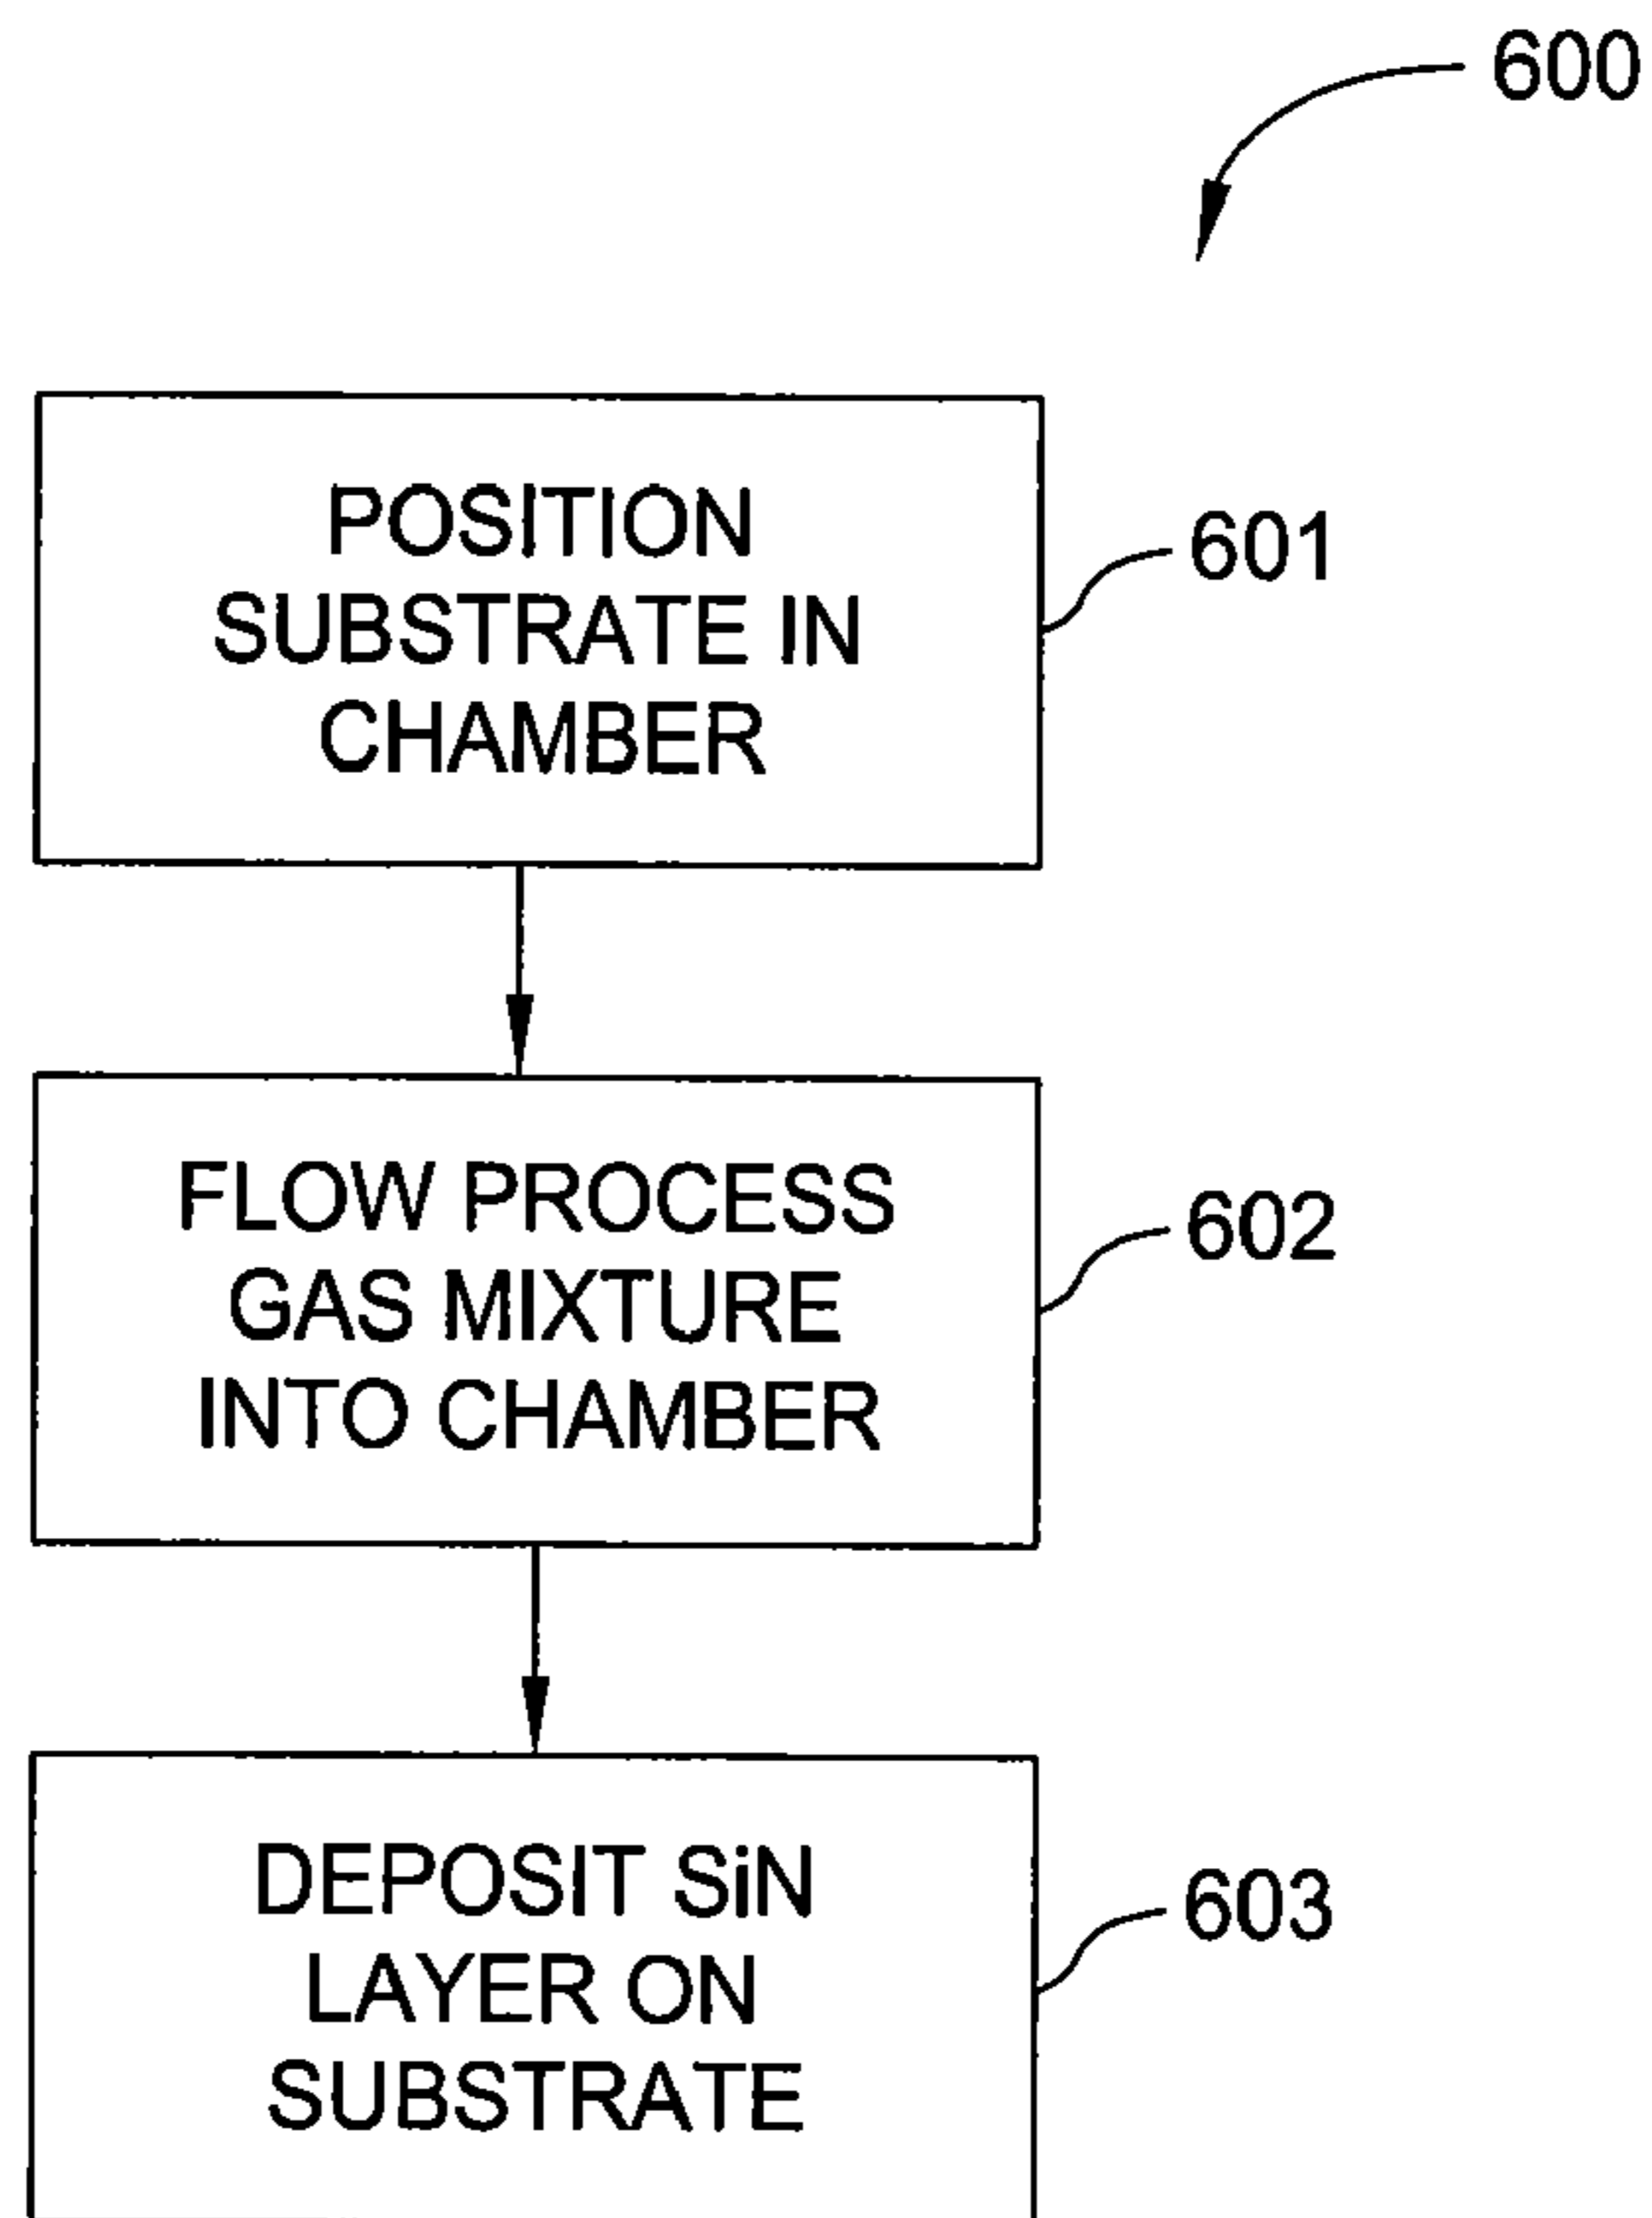 600
POSITION
SUBSTRATE IN
CHAMBER
601
FLOW PROCESS
GAS MIXTURE
INTO CHAMBER
602
DEPOSIT SiN
LAYER ON
SUBSTRATE
603